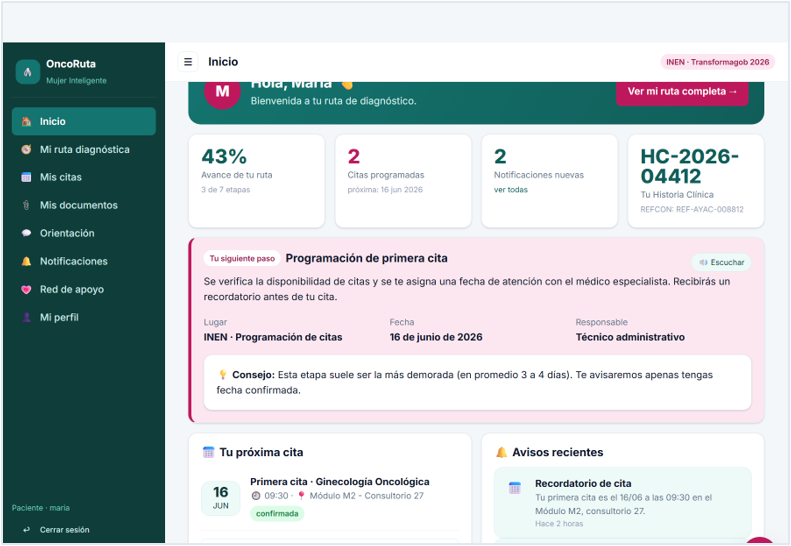 OncoRuta
Mujer Inteligente
Inicio
Mi ruta diagnóstica
Mis citas
Mis documentos
Orientación
Notificaciones
Red de apoyo
Mi perfil
Paciente · maria
Cerrar sesión
Inicio
INEN · Transformagob 2026
M
Hola, María 👋
Bienvenida a tu ruta de diagnóstico.
Ver mi ruta completa →
43%
Avance de tu ruta
3 de 7 etapas
2
Citas programadas
próxima: 16 jun 2026
2
Notificaciones nuevas
ver todas
HC-2026-
04412
Tu Historia Clínica
REFCON: REF-AYAC-008812
Tu siguiente paso
Programación de primera cita
Escuchar
Se verifica la disponibilidad de citas y se te asigna una fecha de atención con el médico especialista. Recibirás un
recordatorio antes de tu cita.
Lugar
INEN · Programación de citas
Fecha
16 de junio de 2026
Responsable
Técnico administrativo
Consejo: Esta etapa suele ser la más demorada (en promedio 3 a 4 días). Te avisaremos apenas tengas
fecha confirmada.
Tu próxima cita
16
JUN
Primera cita · Ginecología Oncológica
09:30 · Módulo M2 - Consultorio 27
confirmada
Avisos recientes
Recordatorio de cita
Tu primera cita es el 16/06 a las 09:30 en el
Módulo M2, consultorio 27.
Hace 2 horas